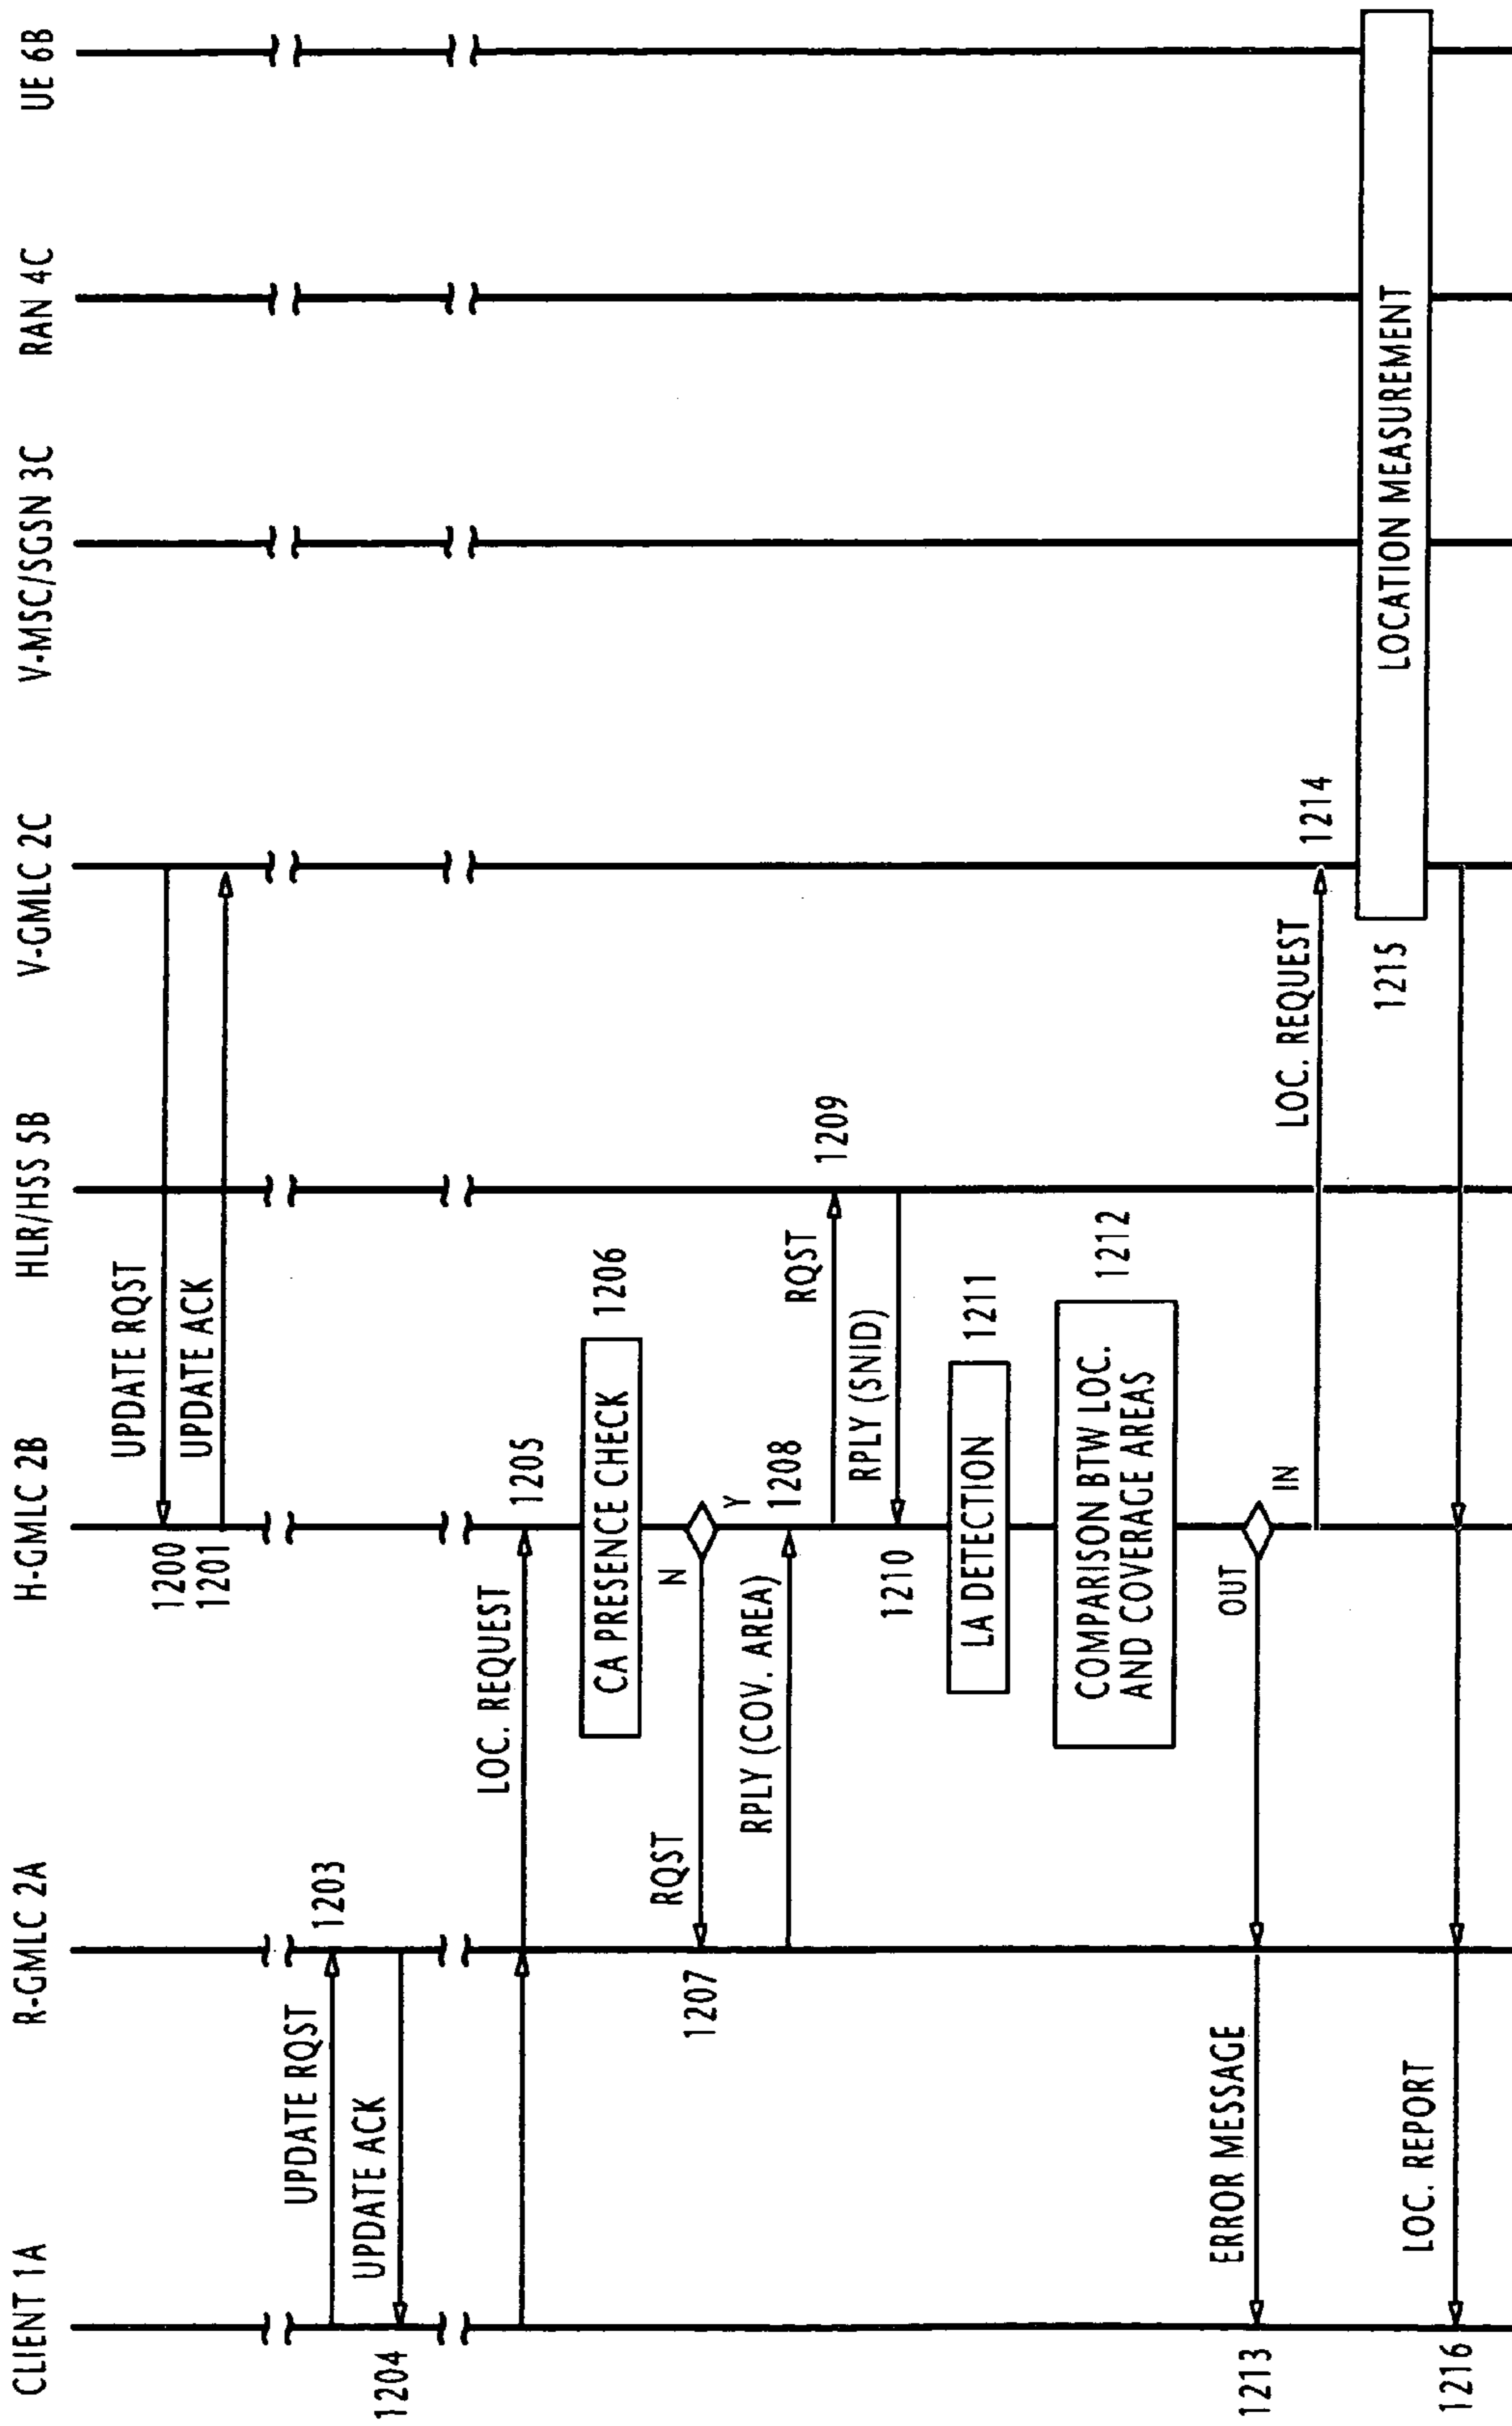 CLIENT 1A
R-GMLC 2A
H-GMLC 2B
HLR/HSS 5B
V-GMLC 2C
V-MSC/SGSN 3C
RAN 4C
UE 6B
UPDATE RQST
1200
UPDATE ACK
1201
UPDATE RQST
1203
UPDATE ACK
1204
LOC. REQUEST
1205
CA PRESENCE CHECK
1206
N
Y
RQST
1207
RPLY (COV. AREA)
1208
RQST
1209
RPLY (SNID)
1210
LA DETECTION
1211
COMPARISON BTW LOC.
AND COVERAGE AREAS
1212
OUT
IN
ERROR MESSAGE
1213
LOC. REQUEST
1214
LOCATION MEASUREMENT
1215
LOC. REPORT
1216